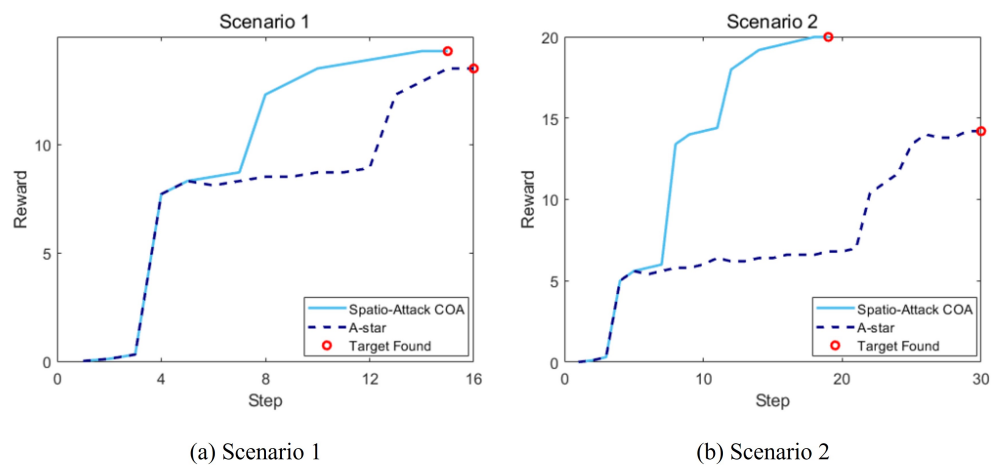 Scenario 1
Reward
10
5
0
0 4 8 12 16
Step
Spatio-Attack COA
A-star
Target Found
(a) Scenario 1
Scenario 2
Reward
20
15
10
5
0
0 10 20 30
Step
Spatio-Attack COA
A-star
Target Found
(b) Scenario 2